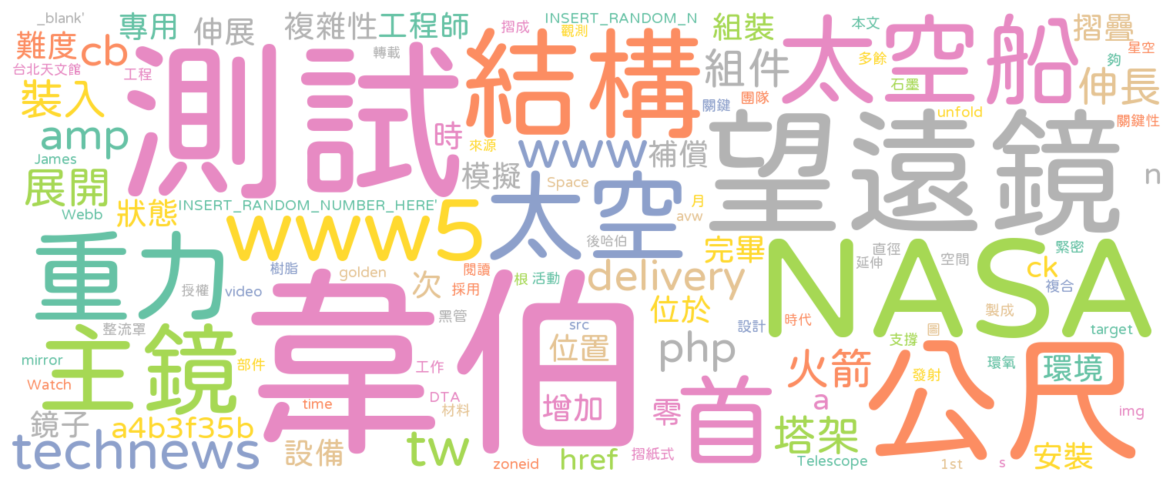 _blank'
專用
伸展
複雜性
工程師
INSERT_RANDOM_N
組裝
本文
摺疊
難度
cb
摺成
觀測
太空船
台北天文館
工程
轉載
結構
測試
組件
多餘
夠
星空
裝入
石墨
伸長
關鍵
團隊
unfold
關鍵性
amp
時
來源
望遠鏡
James
www
補償
模擬
n
展開
Space
月
Webb
狀態
INSERT_RANDOM_NUMBER_HERE'
avw
www5
太空
後哈伯
完畢
直徑
緊密
重力
樹脂
golden
閱讀
活動
根
delivery
NASA
延伸
空間
ck
複合
授權
video
次
採用
位於
製成
整流罩
黑管
src
設計
時代
圖
target
主鏡
韋伯
位置
php
支撐
mirror
部件
工作
火箭
公尺
環氧
環境
Watch
time
DTA
增加
零
首
a
發射
img
鏡子
a4b3f35b
材料
塔架
technews
設備
tw
zoneid
href
摺紙式
Telescope
1st
s
安裝